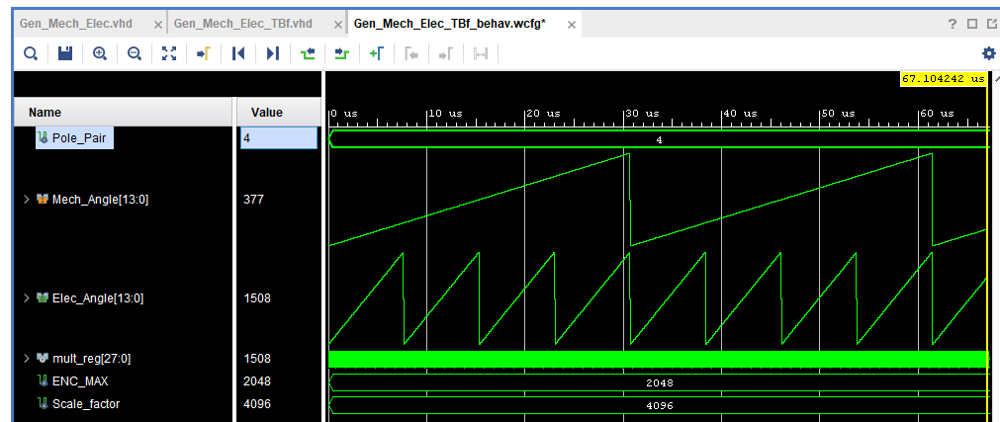 Gen_Mech_Elec.vhd × Gen_Mech_Elec_TBf.vhd × Gen_Mech_Elec_TBf_behav.wcfg* × ?
67.104242 us
Name Value
0 us 10 us 20 us 30 us 40 us 50 us 60 us
Pole_Pair 4 4
Mech_Angle[13:0] 377
Elec_Angle[13:0] 1508
mult_reg[27:0] 1508
ENC_MAX 2048 2048
Scale_factor 4096 4096